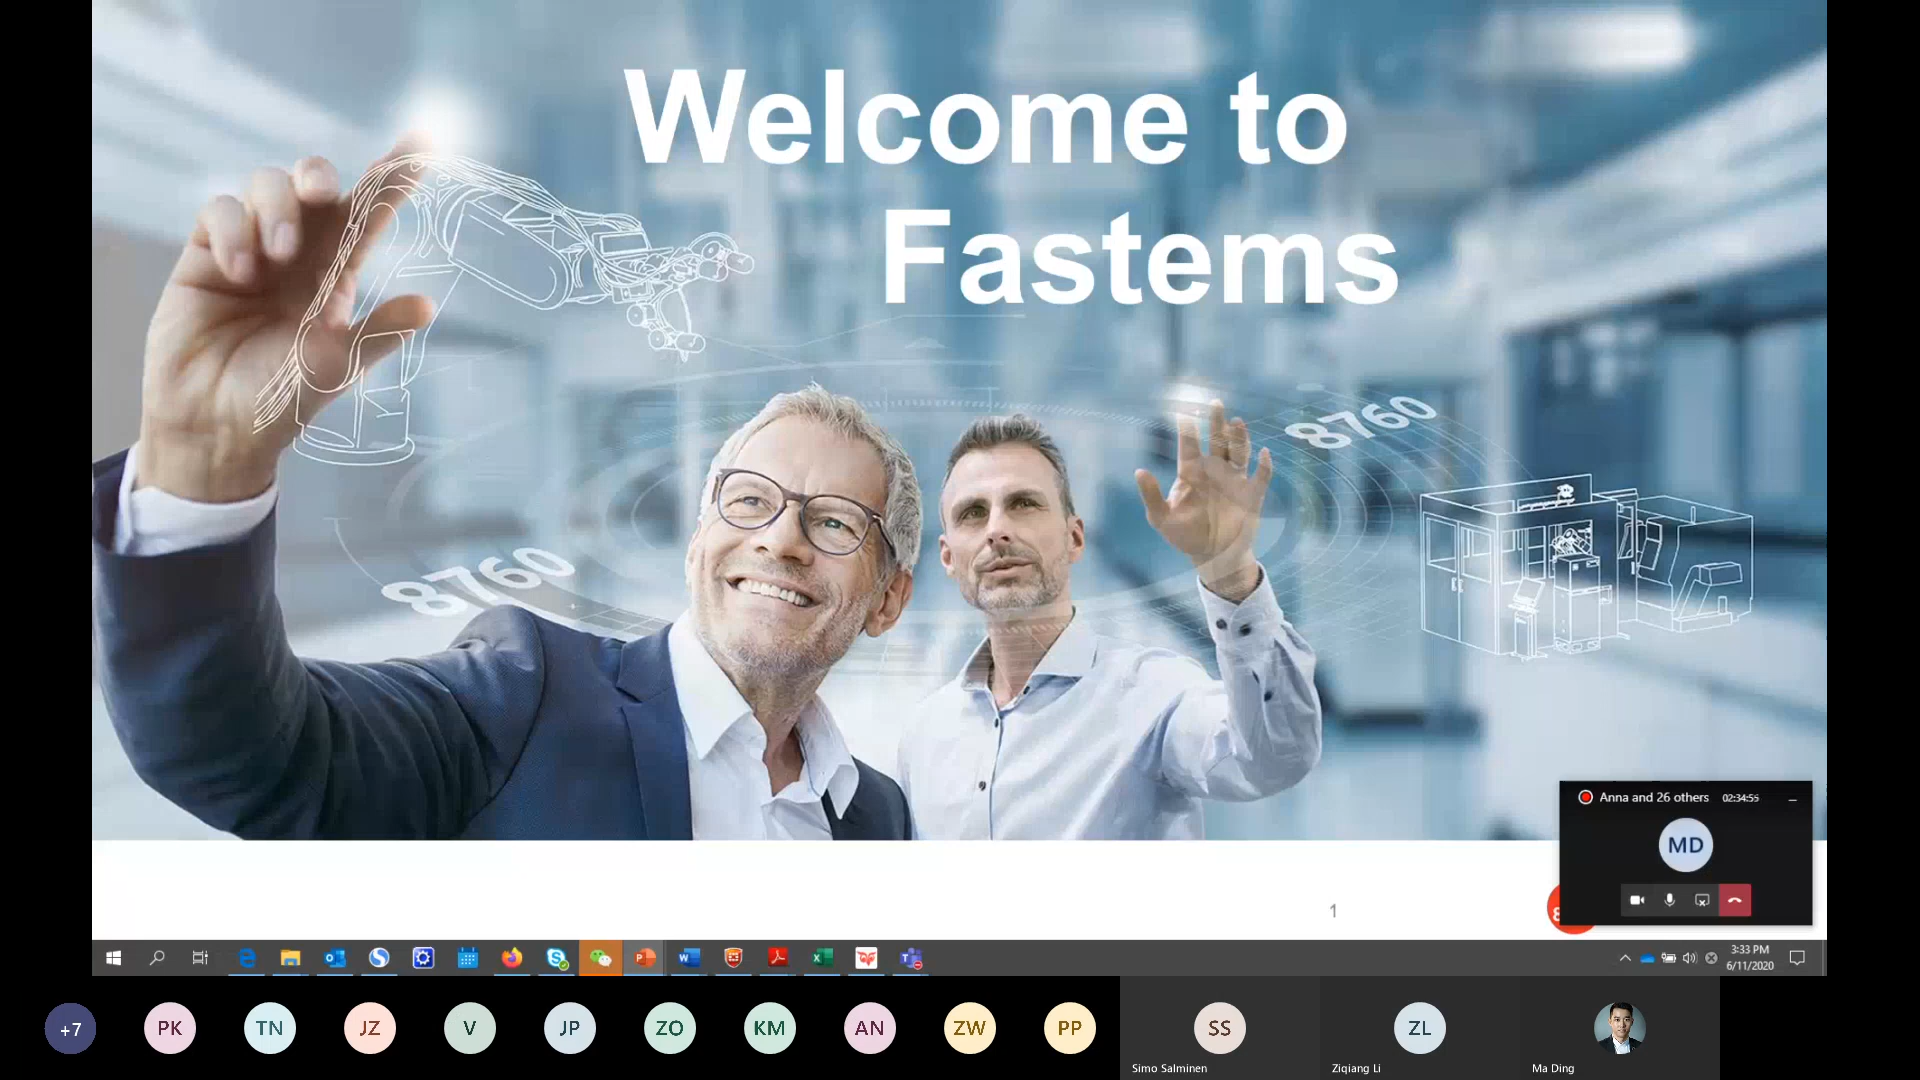 Welcome to
Fastems
8760
8760
Anna and 26 others 02:34:55
MD
1
8
3:33 PM
6/11/2020
+7
PK
TN
JZ
V
JP
ZO
KM
AN
ZW
PP
SS
Simo Salminen
ZL
Ziqiang Li
Ma Ding